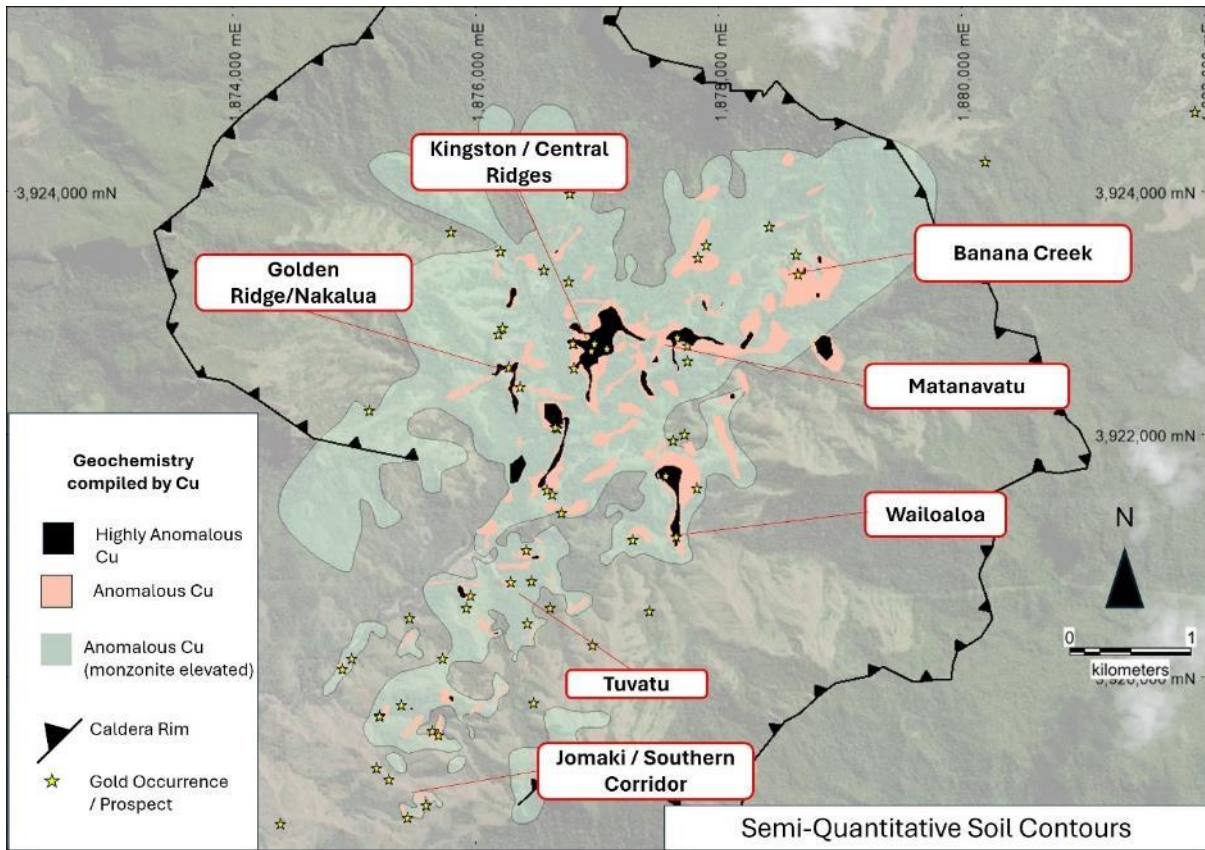 1,874,000 mE
1,876,000 mE
1,878,000 mE
1,880,000 mE
3,924,000 mN
3,924,000 mN
Kingston / Central
Ridges
Golden
Ridge/Nakalua
Banana Creek
Matanavatu
3,922,000 mN
Wailoaloa
Geochemistry
compiled by Cu
Highly Anomalous
Cu
Anomalous Cu
Anomalous Cu
(monzonite elevated)
Caldera Rim
Gold Occurrence
/ Prospect
N
0 1
kilometers
mN
Tuvatu
Jomaki / Southern
Corridor
Semi-Quantitative Soil Contours